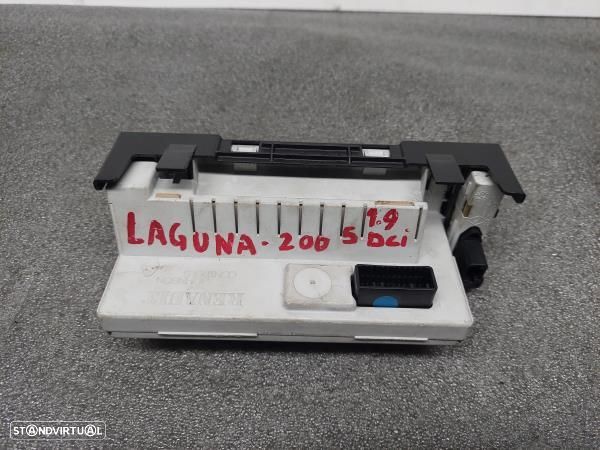 1.9
LAGUNA-2005 DCi
RENAULT
STANDVIRTUAL